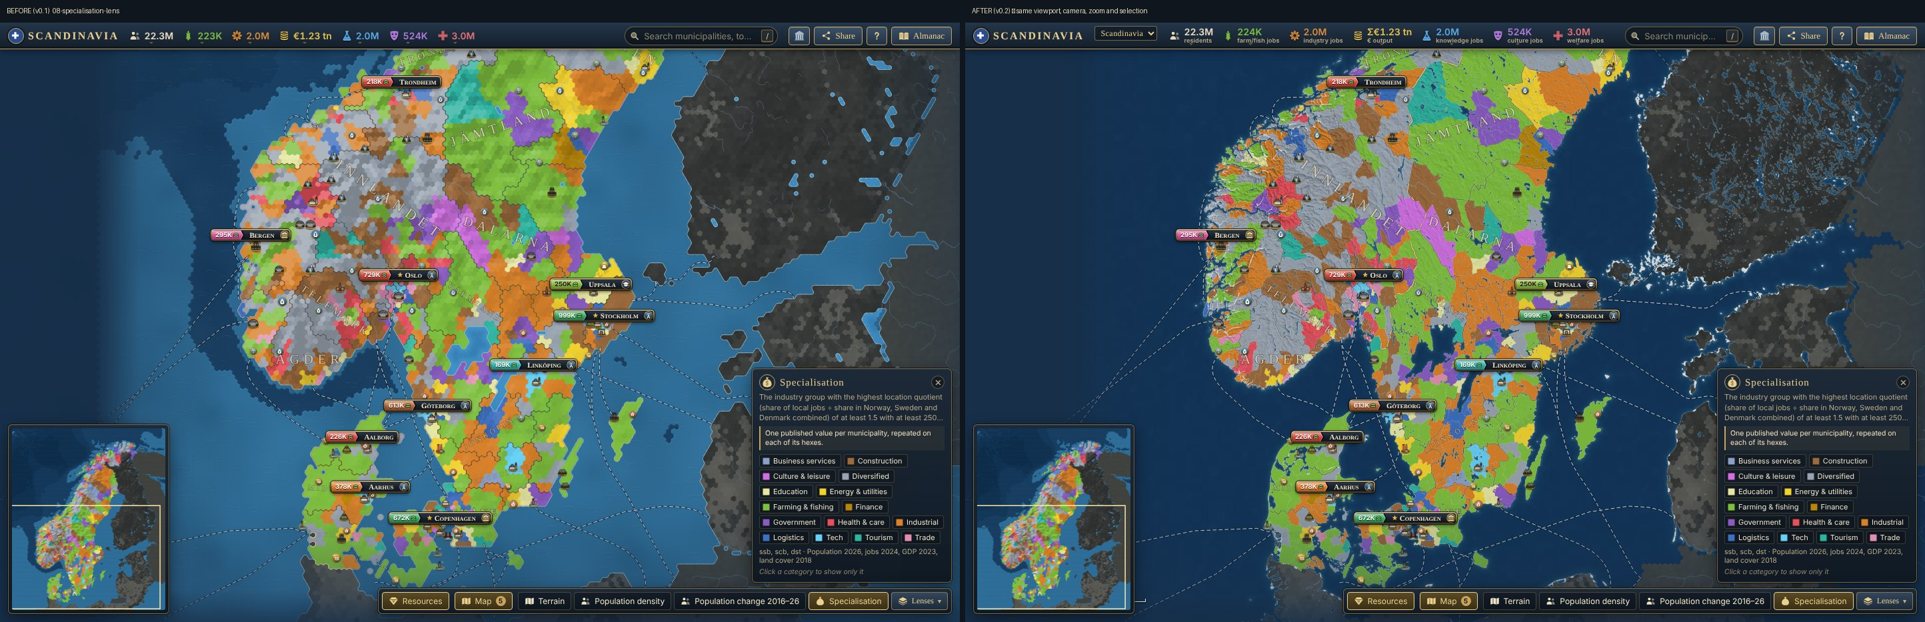 BEFORE (v0.1) 08-specialisation-lens
SCANDINAVIA 22.3M 223K 2.0M €1.23 tn 2.0M 524K 3.0M Search municipalities, to... / Share ? Almanac
TRONDHEIM 218K
JÄMTLAND
INNLANDET
DALARNA
295K BERGEN
729K OSLO
250K UPPSALA
999K STOCKHOLM
AGDER
169K LINKÖPING
613K GÖTEBORG
226K AALBORG
378K AARHUS
672K COPENHAGEN
Specialisation
The industry group with the highest location quotient
(share of local jobs ÷ share in Norway, Sweden and
Denmark combined) of at least 1.5 with at least 250...
One published value per municipality, repeated on
each of its hexes.
Business services Construction
Culture & leisure Diversified
Education Energy & utilities
Farming & fishing Finance
Government Health & care Industrial
Logistics Tech Tourism Trade
ssb, scb, dst · Population 2026, jobs 2024, GDP 2023,
land cover 2018
Click a category to show only it
Resources Map 5 Terrain Population density Population change 2016–26 Specialisation Lenses
AFTER (v0.2) same viewport, camera, zoom and selection
SCANDINAVIA Scandinavia 22.3M 224K 2.0M Σ€1.23 tn 2.0M 524K 3.0M Search municip... / Share ? Almanac
residents farm/fish jobs industry jobs € output knowledge jobs culture jobs welfare jobs
218K TRONDHEIM
JÄMTLAND
INNLANDET
DALARNA
295K BERGEN
729K OSLO
250K UPPSALA
999K STOCKHOLM
AGDER
169K LINKÖPING
613K GÖTEBORG
226K AALBORG
378K AARHUS
672K COPENHAGEN
Specialisation
The industry group with the highest location quotient
(share of local jobs ÷ share in Norway, Sweden and
Denmark combined) of at least 1.5 with at least 250...
One published value per municipality, repeated on
each of its hexes.
Business services Construction
Culture & leisure Diversified
Education Energy & utilities
Farming & fishing Finance
Government Health & care Industrial
Logistics Tech Tourism Trade
ssb, scb, dst · Population 2026, jobs 2024, GDP 2023,
land cover 2018
Click a category to show only it
Resources Map 5 Terrain Population density Population change 2016–26 Specialisation Lenses